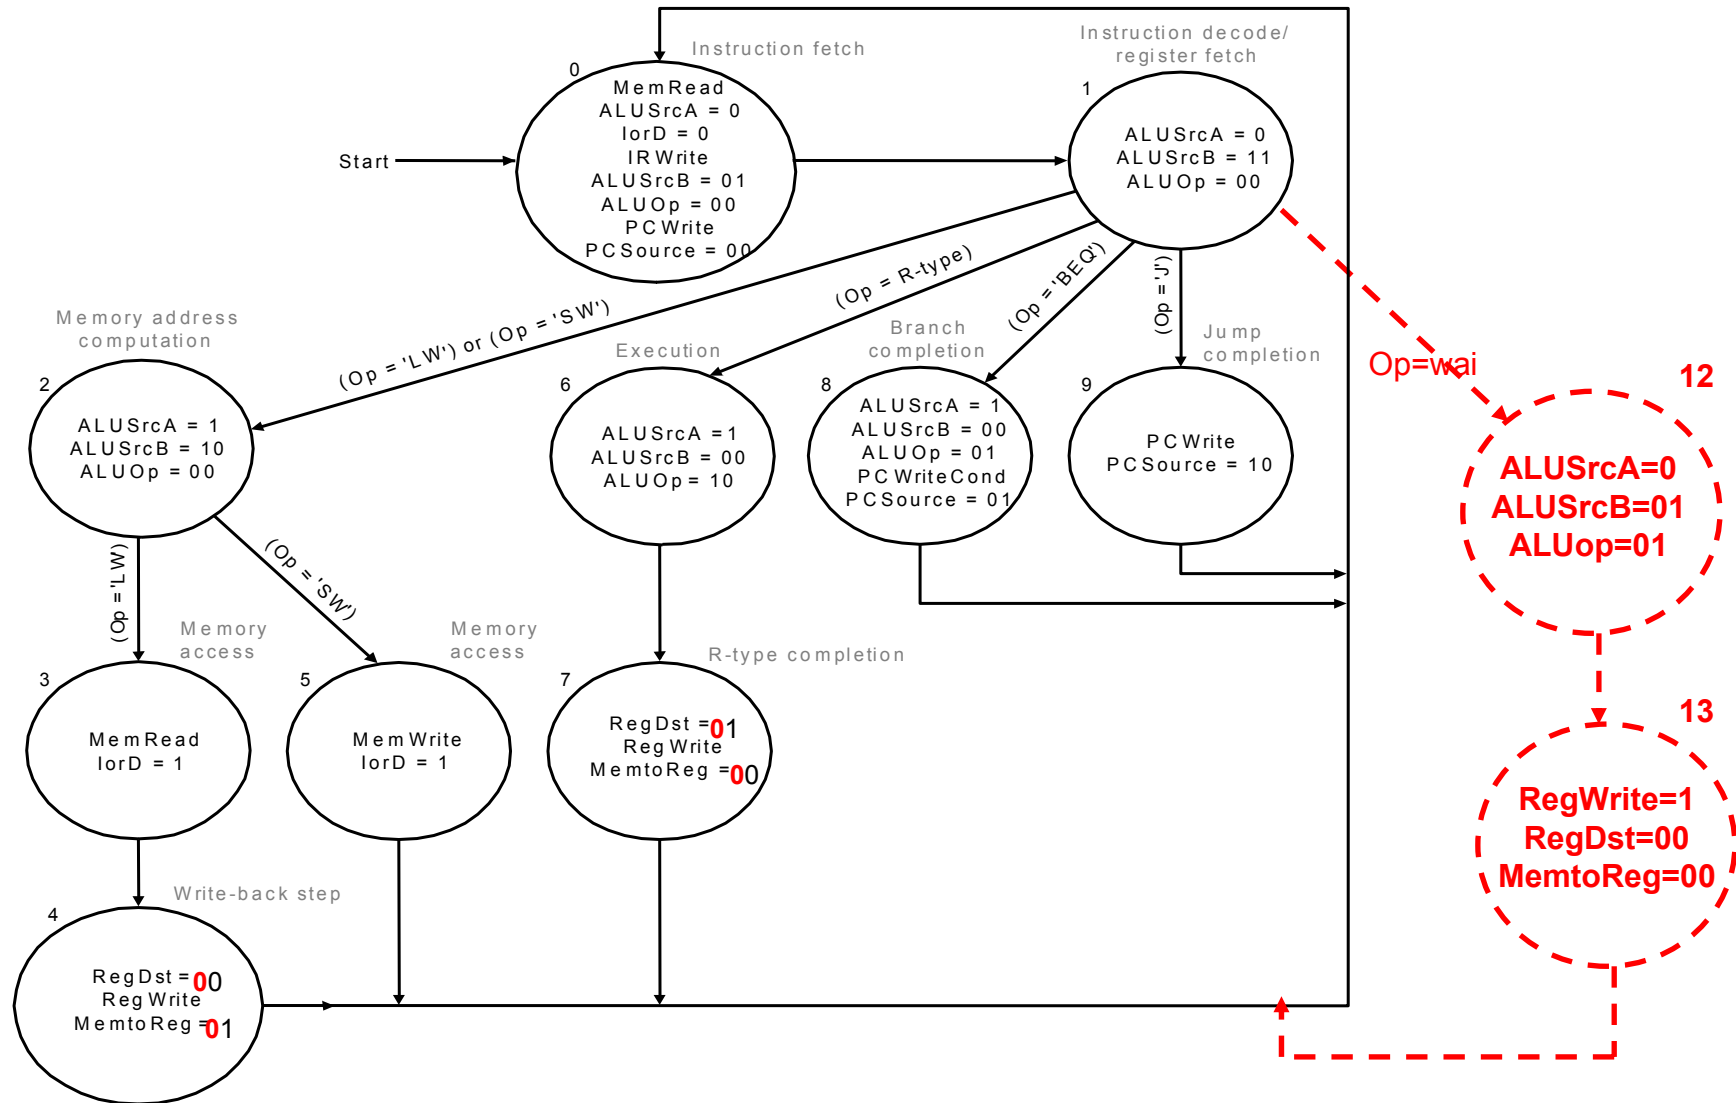 Instruction fetch
Instruction decode/
register fetch
0
MemRead
ALUSrcA = 0
IorD = 0
IRWrite
ALUSrcB = 01
ALUOp = 00
PCWrite
PCSource = 00
Start
1
ALUSrcA = 0
ALUSrcB = 11
ALUOp = 00
(Op = 'LW') or (Op = 'SW')
(Op = R-type)
(Op = 'BEQ')
(Op = 'J')
Op=wai
Memory address
computation
2
ALUSrcA = 1
ALUSrcB = 10
ALUOp = 00
Execution
6
ALUSrcA =1
ALUSrcB = 00
ALUOp= 10
Branch
completion
8
ALUSrcA = 1
ALUSrcB = 00
ALUOp = 01
PCWriteCond
PCSource = 01
Jump
completion
9
PCWrite
PCSource = 10
12
ALUSrcA=0
ALUSrcB=01
ALUop=01
(Op = 'LW')
(Op = 'SW')
Memory
access
3
MemRead
IorD = 1
Memory
access
5
MemWrite
IorD = 1
R-type completion
7
RegDst =01
RegWrite
MemtoReg =00
13
RegWrite=1
RegDst=00
MemtoReg=00
Write-back step
4
RegDst =00
RegWrite
MemtoReg =01